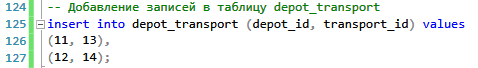 124 -- Добавление записей в таблицу depot_transport
125 insert into depot_transport (depot_id, transport_id) values
126 (11, 13),
127 (12, 14);